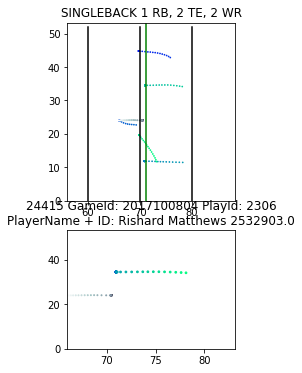 SINGLEBACK 1 RB, 2 TE, 2 WR
50
40
30
20
10
0
60 70 80
24415 GameId: 2017100804 PlayId: 2306
PlayerName + ID: Rishard Matthews 2532903.0
40
20
0
70 75 80